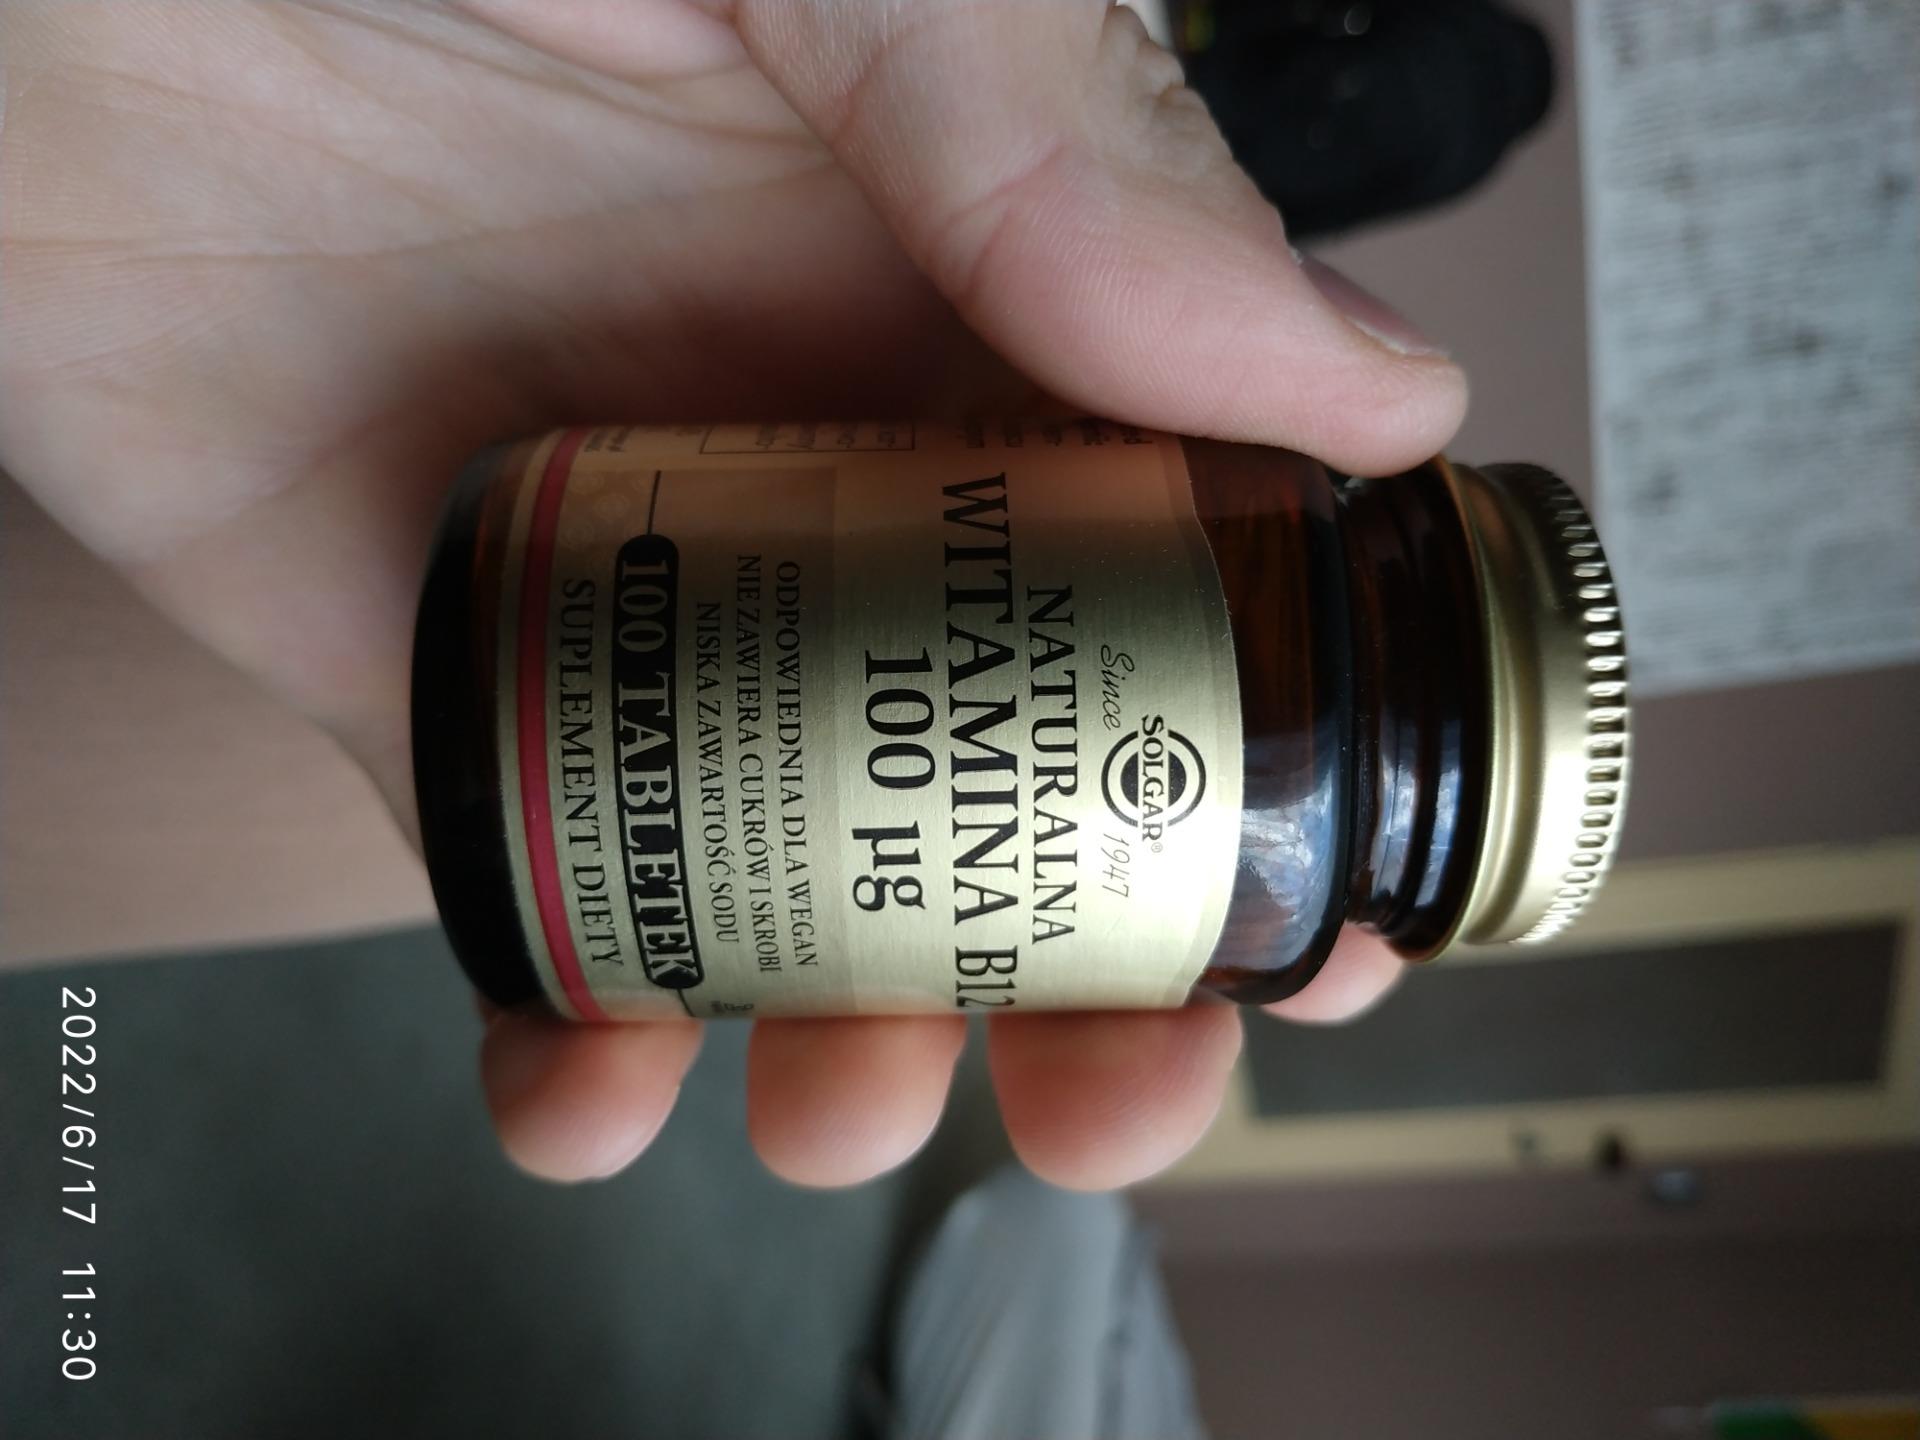 Since SOLGAR® 1947
NATURALNA
WITAMINA B12
100 µg
ODPOWIEDNIA DLA WEGAN
NIE ZAWIERA CUKRÓW I SKROBI
NISKA ZAWARTOŚĆ SODU
100 TABLETEK
SUPLEMENT DIETY
2022/6/17 11:30